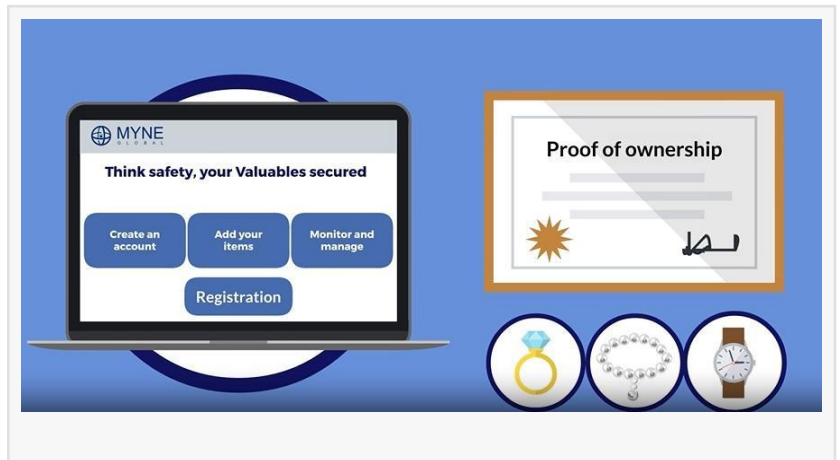 MYNE
GLOBAL
Think safety, your Valuables secured
Create an
account
Add your
items
Monitor and
manage
Registration
Proof of ownership